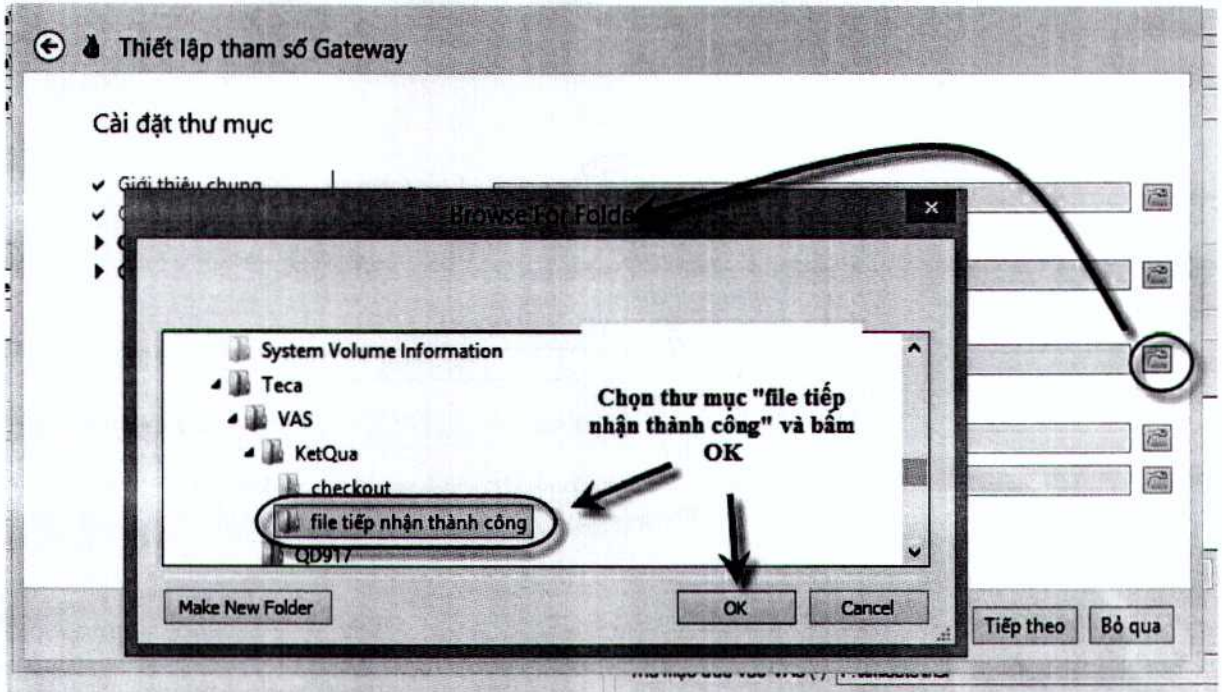 Thiết lập tham số Gateway
Cài đặt thư mục
Giới thiệu chung
Browse For Folde
System Volume Information
Teca
VAS
KetQua
checkout
file tiếp nhận thành công
QD917
Chọn thư mục "file tiếp
nhận thành công" và bấm
OK
Make New Folder
OK
Cancel
Tiếp theo
Bỏ qua